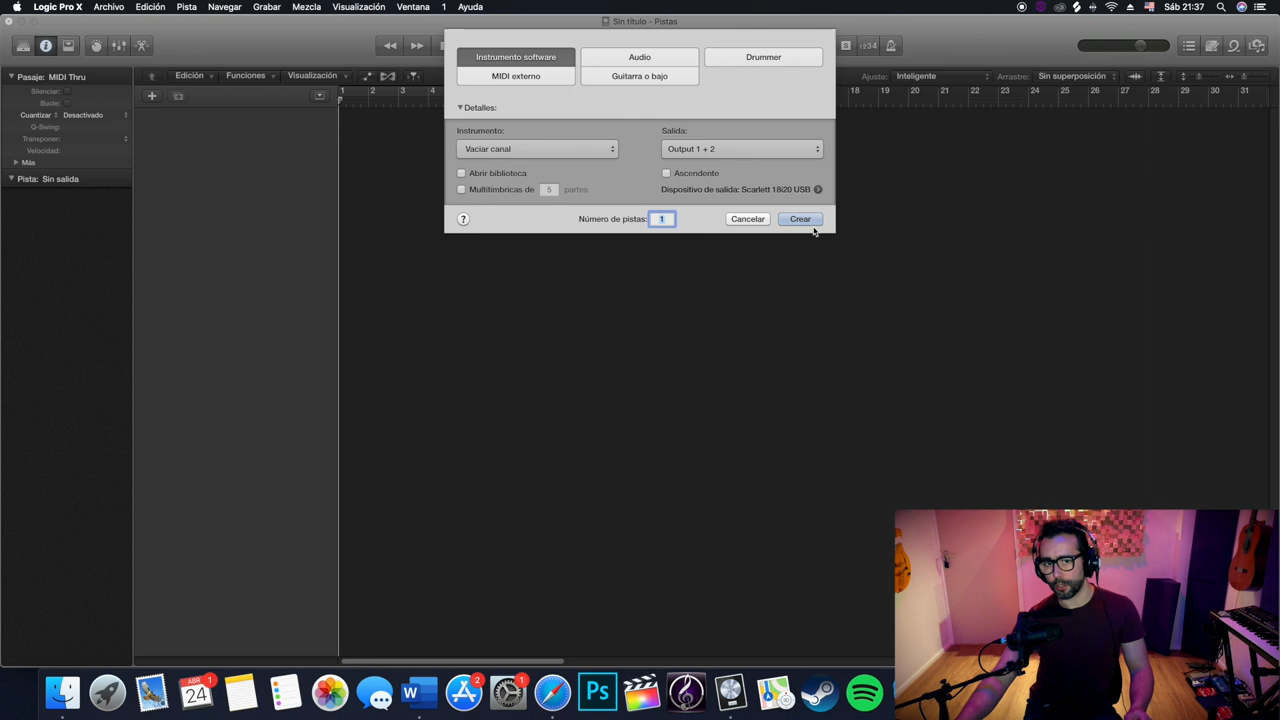 Logic Pro X Archivo Edición Pista Navegar Grabar Mezcla Visualización Ventana 1 Ayuda Sáb 21:37
Sin título - Pistas
1234
Instrumento software Audio Drummer
MIDI externo Guitarra o bajo
Pasaje: MIDI Thru
Edición Funciones Visualización
Ajuste: Inteligente Arrastre: Sin superposición
Silenciar:
Bucle:
Cuantizar Desactivado
Q-Swing:
Transponer:
Velocidad:
Más
Pista: Sin salida
1 2 3 4 18 19 20 21 22 23 24 25 26 27 28 29 30 31
Detalles:
Instrumento: Salida:
Vaciar canal Output 1 + 2
Abrir biblioteca Ascendente
Multitímbricas de 5 partes Dispositivo de salida: Scarlett 18i20 USB
? Número de pistas: 1 Cancelar Crear
ABR 1 2 1
24 W Ps